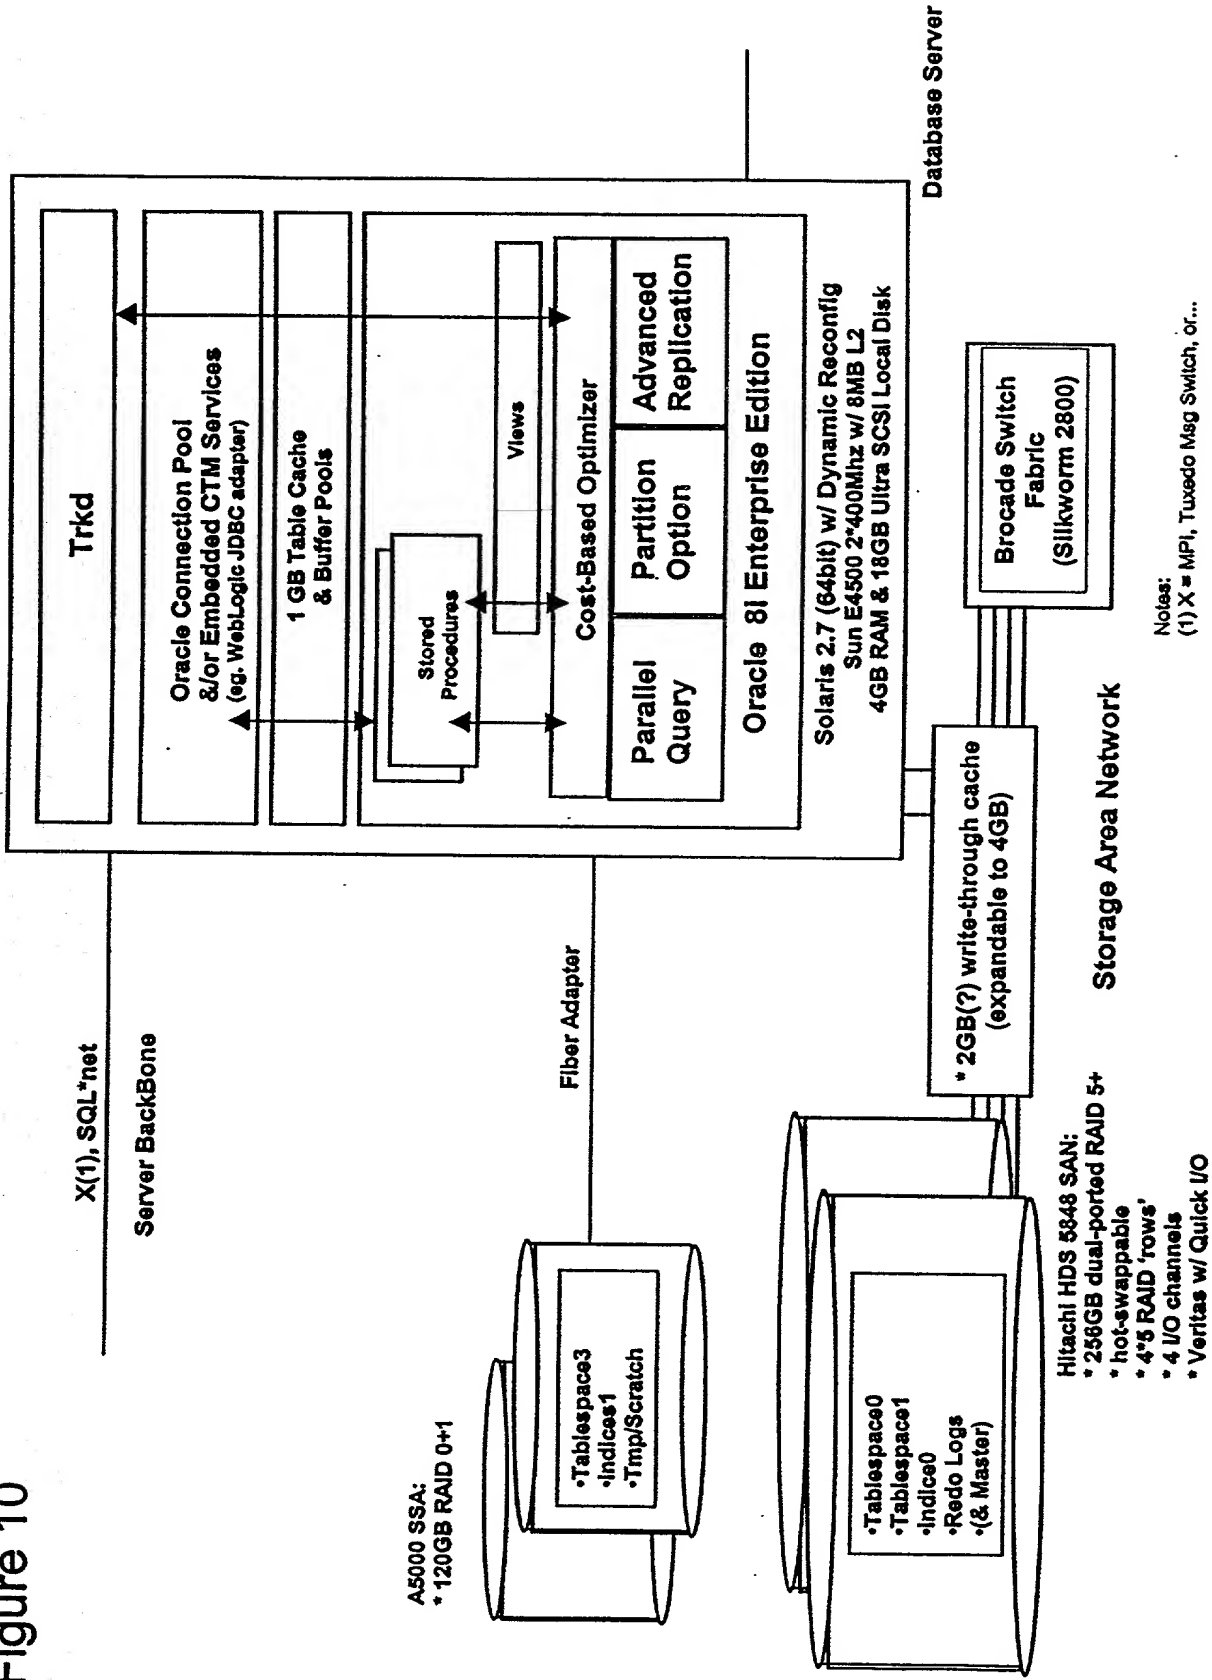 Figure 10
X(1), SQL*net
Server BackBone
Trkd
Oracle Connection Pool
&/or Embedded CTM Services
(eg. WebLogic JDBC adapter)
1 GB Table Cache
& Buffer Pools
Stored
Procedures
Views
Cost-Based Optimizer
Parallel
Query
Partition
Option
Advanced
Replication
Oracle 8i Enterprise Edition
Solaris 2.7 (64bit) w/ Dynamic Reconfig
Sun E4500 2*400Mhz w/ 8MB L2
4GB RAM & 18GB Ultra SCSI Local Disk
Database Server
A5000 SSA:
* 120GB RAID 0+1
•Tablespace3
•Indices1
•Tmp/Scratch
Fiber Adapter
•Tablespace0
•Tablespace1
•Indice0
•Redo Logs
•(& Master)
* 2GB(?) write-through cache
(expandable to 4GB)
Brocade Switch
Fabric
(Silkworm 2800)
Hitachi HDS 5848 SAN:
* 256GB dual-ported RAID 5+
* hot-swappable
* 4*5 RAID 'rows'
* 4 I/O channels
* Veritas w/ Quick I/O
Storage Area Network
Notes:
(1) X = MPI, Tuxedo Msg Switch, or...